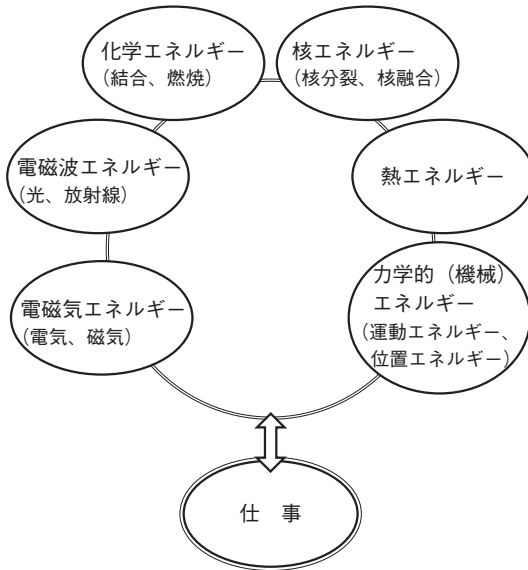 化学エネルギー
(結合、燃焼)
核エネルギー
(核分裂、核融合)
電磁波エネルギー
(光、放射線)
熱エネルギー
電磁気エネルギー
(電気、磁気)
力学的(機械)
エネルギー
(運動エネルギー、
位置エネルギー)
仕 事